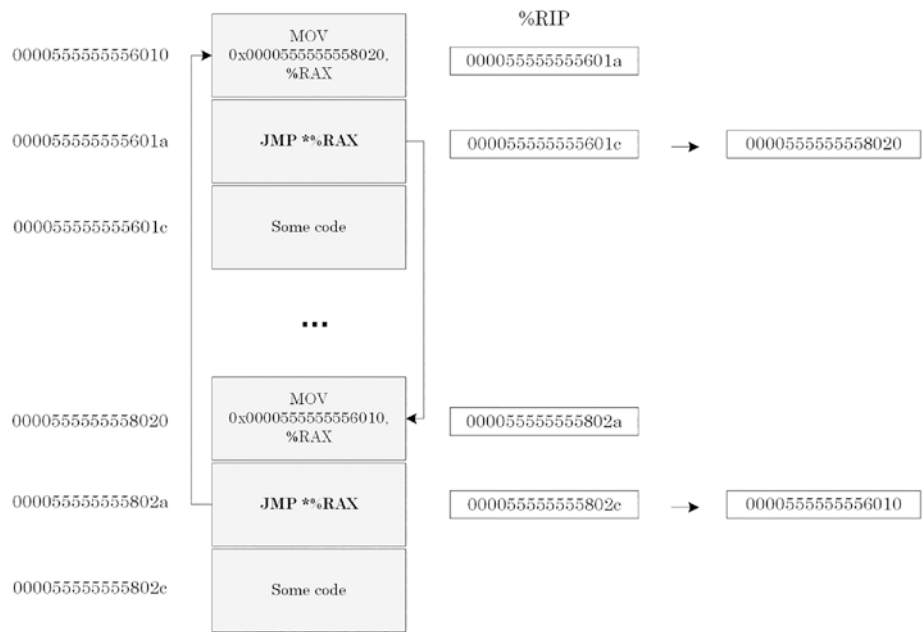 %RIP
0000555555556010
MOV
0x0000555555558020,
%RAX
000055555555601a
000055555555601a
JMP *%RAX
000055555555601c
0000555555558020
000055555555601c
Some code
...
0000555555558020
MOV
0x0000555555556010,
%RAX
000055555555802a
000055555555802a
JMP *%RAX
000055555555802c
0000555555556010
000055555555802c
Some code